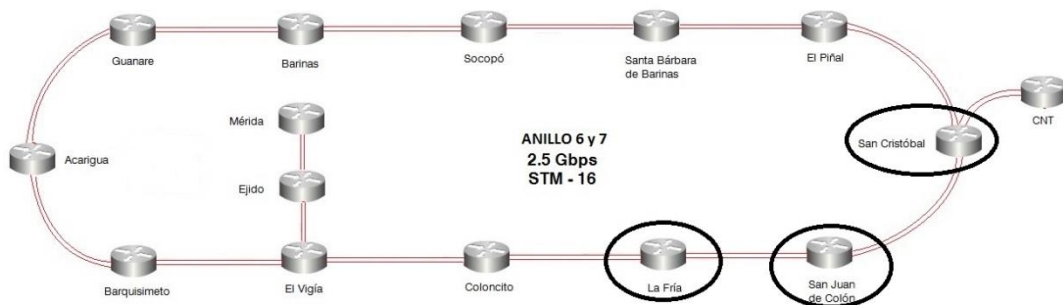 Guanare
Barinas
Socopó
Santa Bárbara
de Barinas
El Piñal
CNT
Mérida
ANILLO 6 y 7
2.5 Gbps
STM - 16
San Cristóbal
Acarigua
Ejido
Barquisimeto
El Vigía
Coloncito
La Fría
San Juan
de Colón